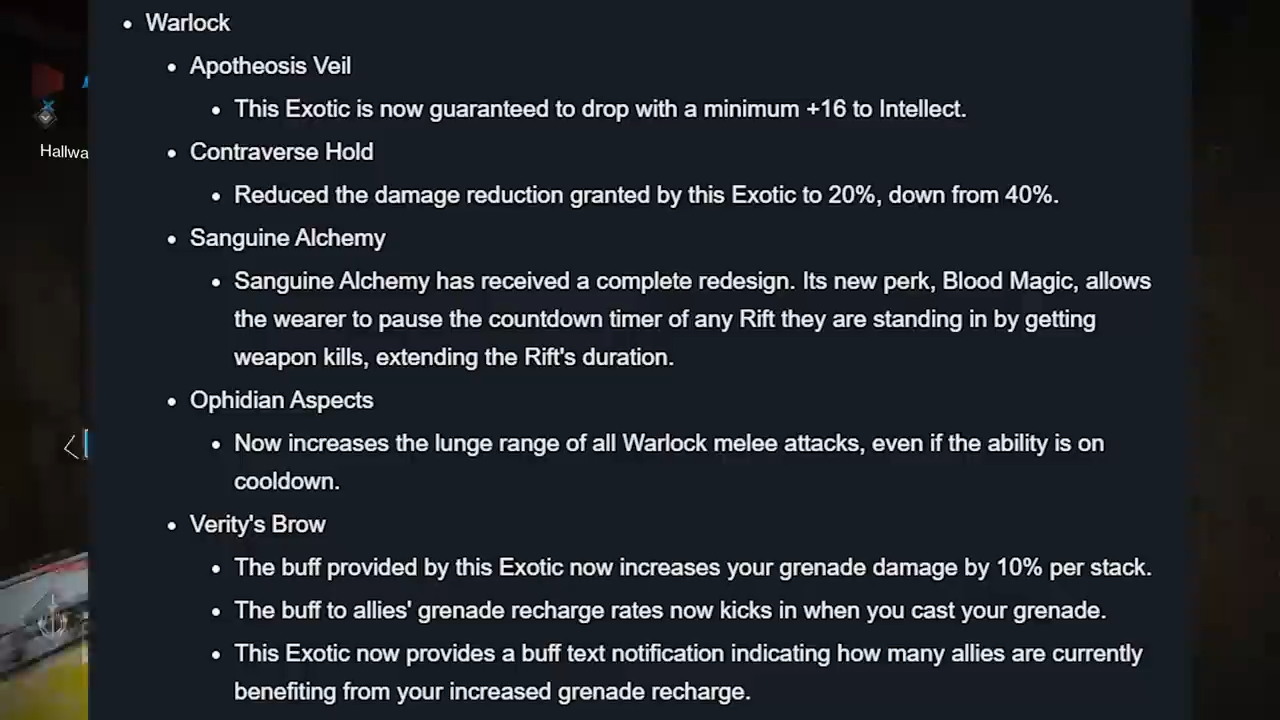 • Warlock
• Apotheosis Veil
• This Exotic is now guaranteed to drop with a minimum +16 to Intellect.
• Contraverse Hold
Hallwa
• Reduced the damage reduction granted by this Exotic to 20%, down from 40%.
• Sanguine Alchemy
• Sanguine Alchemy has received a complete redesign. Its new perk, Blood Magic, allows
the wearer to pause the countdown timer of any Rift they are standing in by getting
weapon kills, extending the Rift's duration.
• Ophidian Aspects
• Now increases the lunge range of all Warlock melee attacks, even if the ability is on
cooldown.
• Verity's Brow
• The buff provided by this Exotic now increases your grenade damage by 10% per stack.
• The buff to allies' grenade recharge rates now kicks in when you cast your grenade.
• This Exotic now provides a buff text notification indicating how many allies are currently
benefiting from your increased grenade recharge.